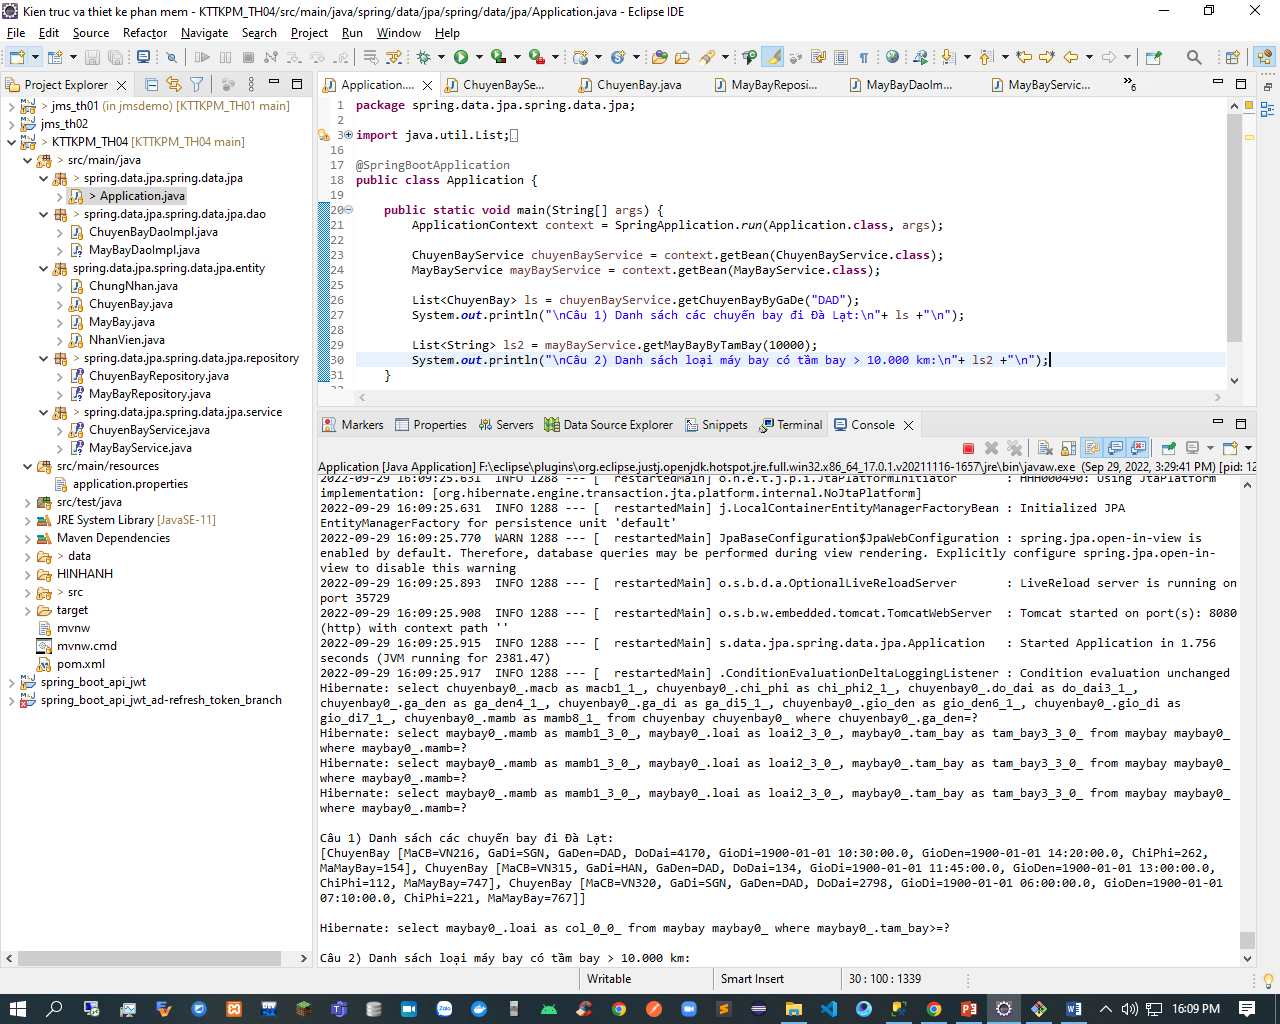 Kien truc va thiet ke phan mem - KTTKPM_TH04/src/main/java/spring/data/jpa/spring/data/jpa/Application.java - Eclipse IDE
File Edit Source Refactor Navigate Search Project Run Window Help
Project Explorer
> jms_th01 (in jmsdemo) [KTTKPM_TH01 main]
jms_th02
> KTTKPM_TH04 [KTTKPM_TH04 main]
> src/main/java
> spring.data.jpa.spring.data.jpa
> Application.java
> spring.data.jpa.spring.data.jpa.dao
ChuyenBayDaoImpl.java
MayBayDaoImpl.java
spring.data.jpa.spring.data.jpa.entity
ChungNhan.java
ChuyenBay.java
MayBay.java
NhanVien.java
> spring.data.jpa.spring.data.jpa.repository
ChuyenBayRepository.java
MayBayRepository.java
> spring.data.jpa.spring.data.jpa.service
ChuyenBayService.java
MayBayService.java
src/main/resources
application.properties
src/test/java
JRE System Library [JavaSE-11]
Maven Dependencies
> data
HINHANH
> src
target
mvnw
mvnw.cmd
pom.xml
spring_boot_api_jwt
spring_boot_api_jwt_ad-refresh_token_branch
Application.... ChuyenBaySe... ChuyenBay.java MayBayReposi... MayBayDaoIm... MayBayServic... 6
1 package spring.data.jpa.spring.data.jpa;
2
3 import java.util.List;
16
17 @SpringBootApplication
18 public class Application {
19
20 public static void main(String[] args) {
21 ApplicationContext context = SpringApplication.run(Application.class, args);
22
23 ChuyenBayService chuyenBayService = context.getBean(ChuyenBayService.class);
24 MayBayService mayBayService = context.getBean(MayBayService.class);
25
26 List<ChuyenBay> ls = chuyenBayService.getChuyenBayByGaDe("DAD");
27 System.out.println("\nCâu 1) Danh sách các chuyến bay đi Đà Lạt:\n"+ ls +"\n");
28
29 List<String> ls2 = mayBayService.getMayBayByTamBay(10000);
30 System.out.println("\nCâu 2) Danh sách loại máy bay có tầm bay > 10.000 km:\n"+ ls2 +"\n");
31 }
Markers Properties Servers Data Source Explorer Snippets Terminal Console
Application [Java Application] F:\eclipse\plugins\org.eclipse.justj.openjdk.hotspot.jre.full.win32.x86_64_17.0.1.v20211116-1657\jre\bin\javaw.exe (Sep 29, 2022, 3:29:41 PM) [pid: 12
2022-09-29 16:09:25.631 INFO 1288 --- [ restartedMain] o.h.e.t.j.p.i.JtaPlatformInitiator : HHH000490: Using JtaPlatform
implementation: [org.hibernate.engine.transaction.jta.platform.internal.NoJtaPlatform]
2022-09-29 16:09:25.631 INFO 1288 --- [ restartedMain] j.LocalContainerEntityManagerFactoryBean : Initialized JPA
EntityManagerFactory for persistence unit 'default'
2022-09-29 16:09:25.770 WARN 1288 --- [ restartedMain] JpaBaseConfiguration$JpaWebConfiguration : spring.jpa.open-in-view is
enabled by default. Therefore, database queries may be performed during view rendering. Explicitly configure spring.jpa.open-in-
view to disable this warning
2022-09-29 16:09:25.893 INFO 1288 --- [ restartedMain] o.s.b.d.a.OptionalLiveReloadServer : LiveReload server is running on
port 35729
2022-09-29 16:09:25.908 INFO 1288 --- [ restartedMain] o.s.b.w.embedded.tomcat.TomcatWebServer : Tomcat started on port(s): 8080
(http) with context path ''
2022-09-29 16:09:25.915 INFO 1288 --- [ restartedMain] s.data.jpa.spring.data.jpa.Application : Started Application in 1.756
seconds (JVM running for 2381.47)
2022-09-29 16:09:25.917 INFO 1288 --- [ restartedMain] .ConditionEvaluationDeltaLoggingListener : Condition evaluation unchanged
Hibernate: select chuyenbay0_.macb as macb1_1_, chuyenbay0_.chi_phi as chi_phi2_1_, chuyenbay0_.do_dai as do_dai3_1_,
chuyenbay0_.ga_den as ga_den4_1_, chuyenbay0_.ga_di as ga_di5_1_, chuyenbay0_.gio_den as gio_den6_1_, chuyenbay0_.gio_di as
gio_di7_1_, chuyenbay0_.mamb as mamb8_1_ from chuyenbay chuyenbay0_ where chuyenbay0_.ga_den=?
Hibernate: select maybay0_.mamb as mamb1_3_0_, maybay0_.loai as loai2_3_0_, maybay0_.tam_bay as tam_bay3_3_0_ from maybay maybay0_
where maybay0_.mamb=?
Hibernate: select maybay0_.mamb as mamb1_3_0_, maybay0_.loai as loai2_3_0_, maybay0_.tam_bay as tam_bay3_3_0_ from maybay maybay0_
where maybay0_.mamb=?
Hibernate: select maybay0_.mamb as mamb1_3_0_, maybay0_.loai as loai2_3_0_, maybay0_.tam_bay as tam_bay3_3_0_ from maybay maybay0_
where maybay0_.mamb=?
Câu 1) Danh sách các chuyến bay đi Đà Lạt:
[ChuyenBay [MaCB=VN216, GaDi=SGN, GaDen=DAD, DoDai=4170, GioDi=1900-01-01 10:30:00.0, GioDen=1900-01-01 14:20:00.0, ChiPhi=262,
MaMayBay=154], ChuyenBay [MaCB=VN315, GaDi=HAN, GaDen=DAD, DoDai=134, GioDi=1900-01-01 11:45:00.0, GioDen=1900-01-01 13:00:00.0,
ChiPhi=112, MaMayBay=747], ChuyenBay [MaCB=VN320, GaDi=SGN, GaDen=DAD, DoDai=2798, GioDi=1900-01-01 06:00:00.0, GioDen=1900-01-01
07:10:00.0, ChiPhi=221, MaMayBay=767]]
Hibernate: select maybay0_.loai as col_0_0_ from maybay maybay0_ where maybay0_.tam_bay>=?
Câu 2) Danh sách loại máy bay có tầm bay > 10.000 km:
Writable Smart Insert 30 : 100 : 1339
16:09 PM